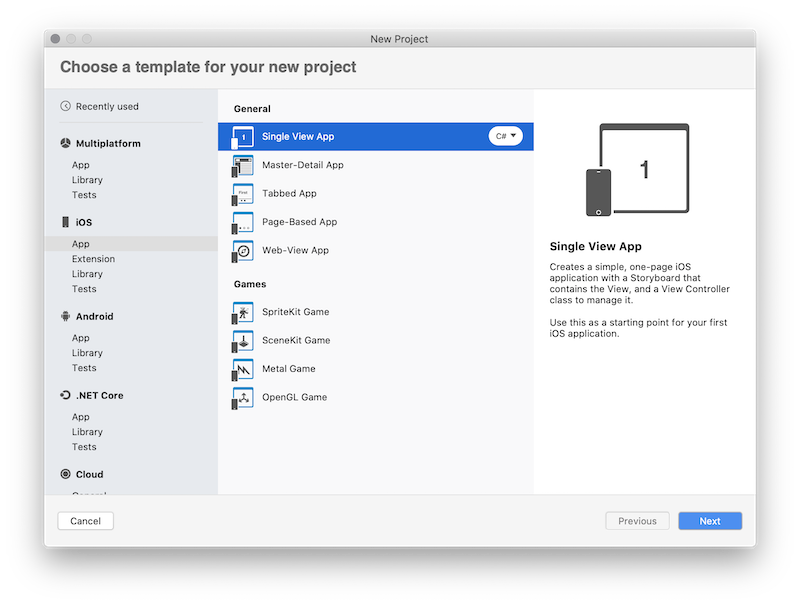 New Project
Choose a template for your new project
Recently used
Multiplatform
App
Library
Tests
iOS
App
Extension
Library
Tests
Android
App
Library
Tests
.NET Core
App
Library
Tests
Cloud
General
General
1 Single View App C#
Master-Detail App
First Tabbed App
Page-Based App
Web-View App
Games
SpriteKit Game
SceneKit Game
Metal Game
OpenGL Game
1
Single View App
Creates a simple, one-page iOS
application with a Storyboard that
contains the View, and a View Controller
class to manage it.
Use this as a starting point for your first
iOS application.
Cancel
Previous
Next